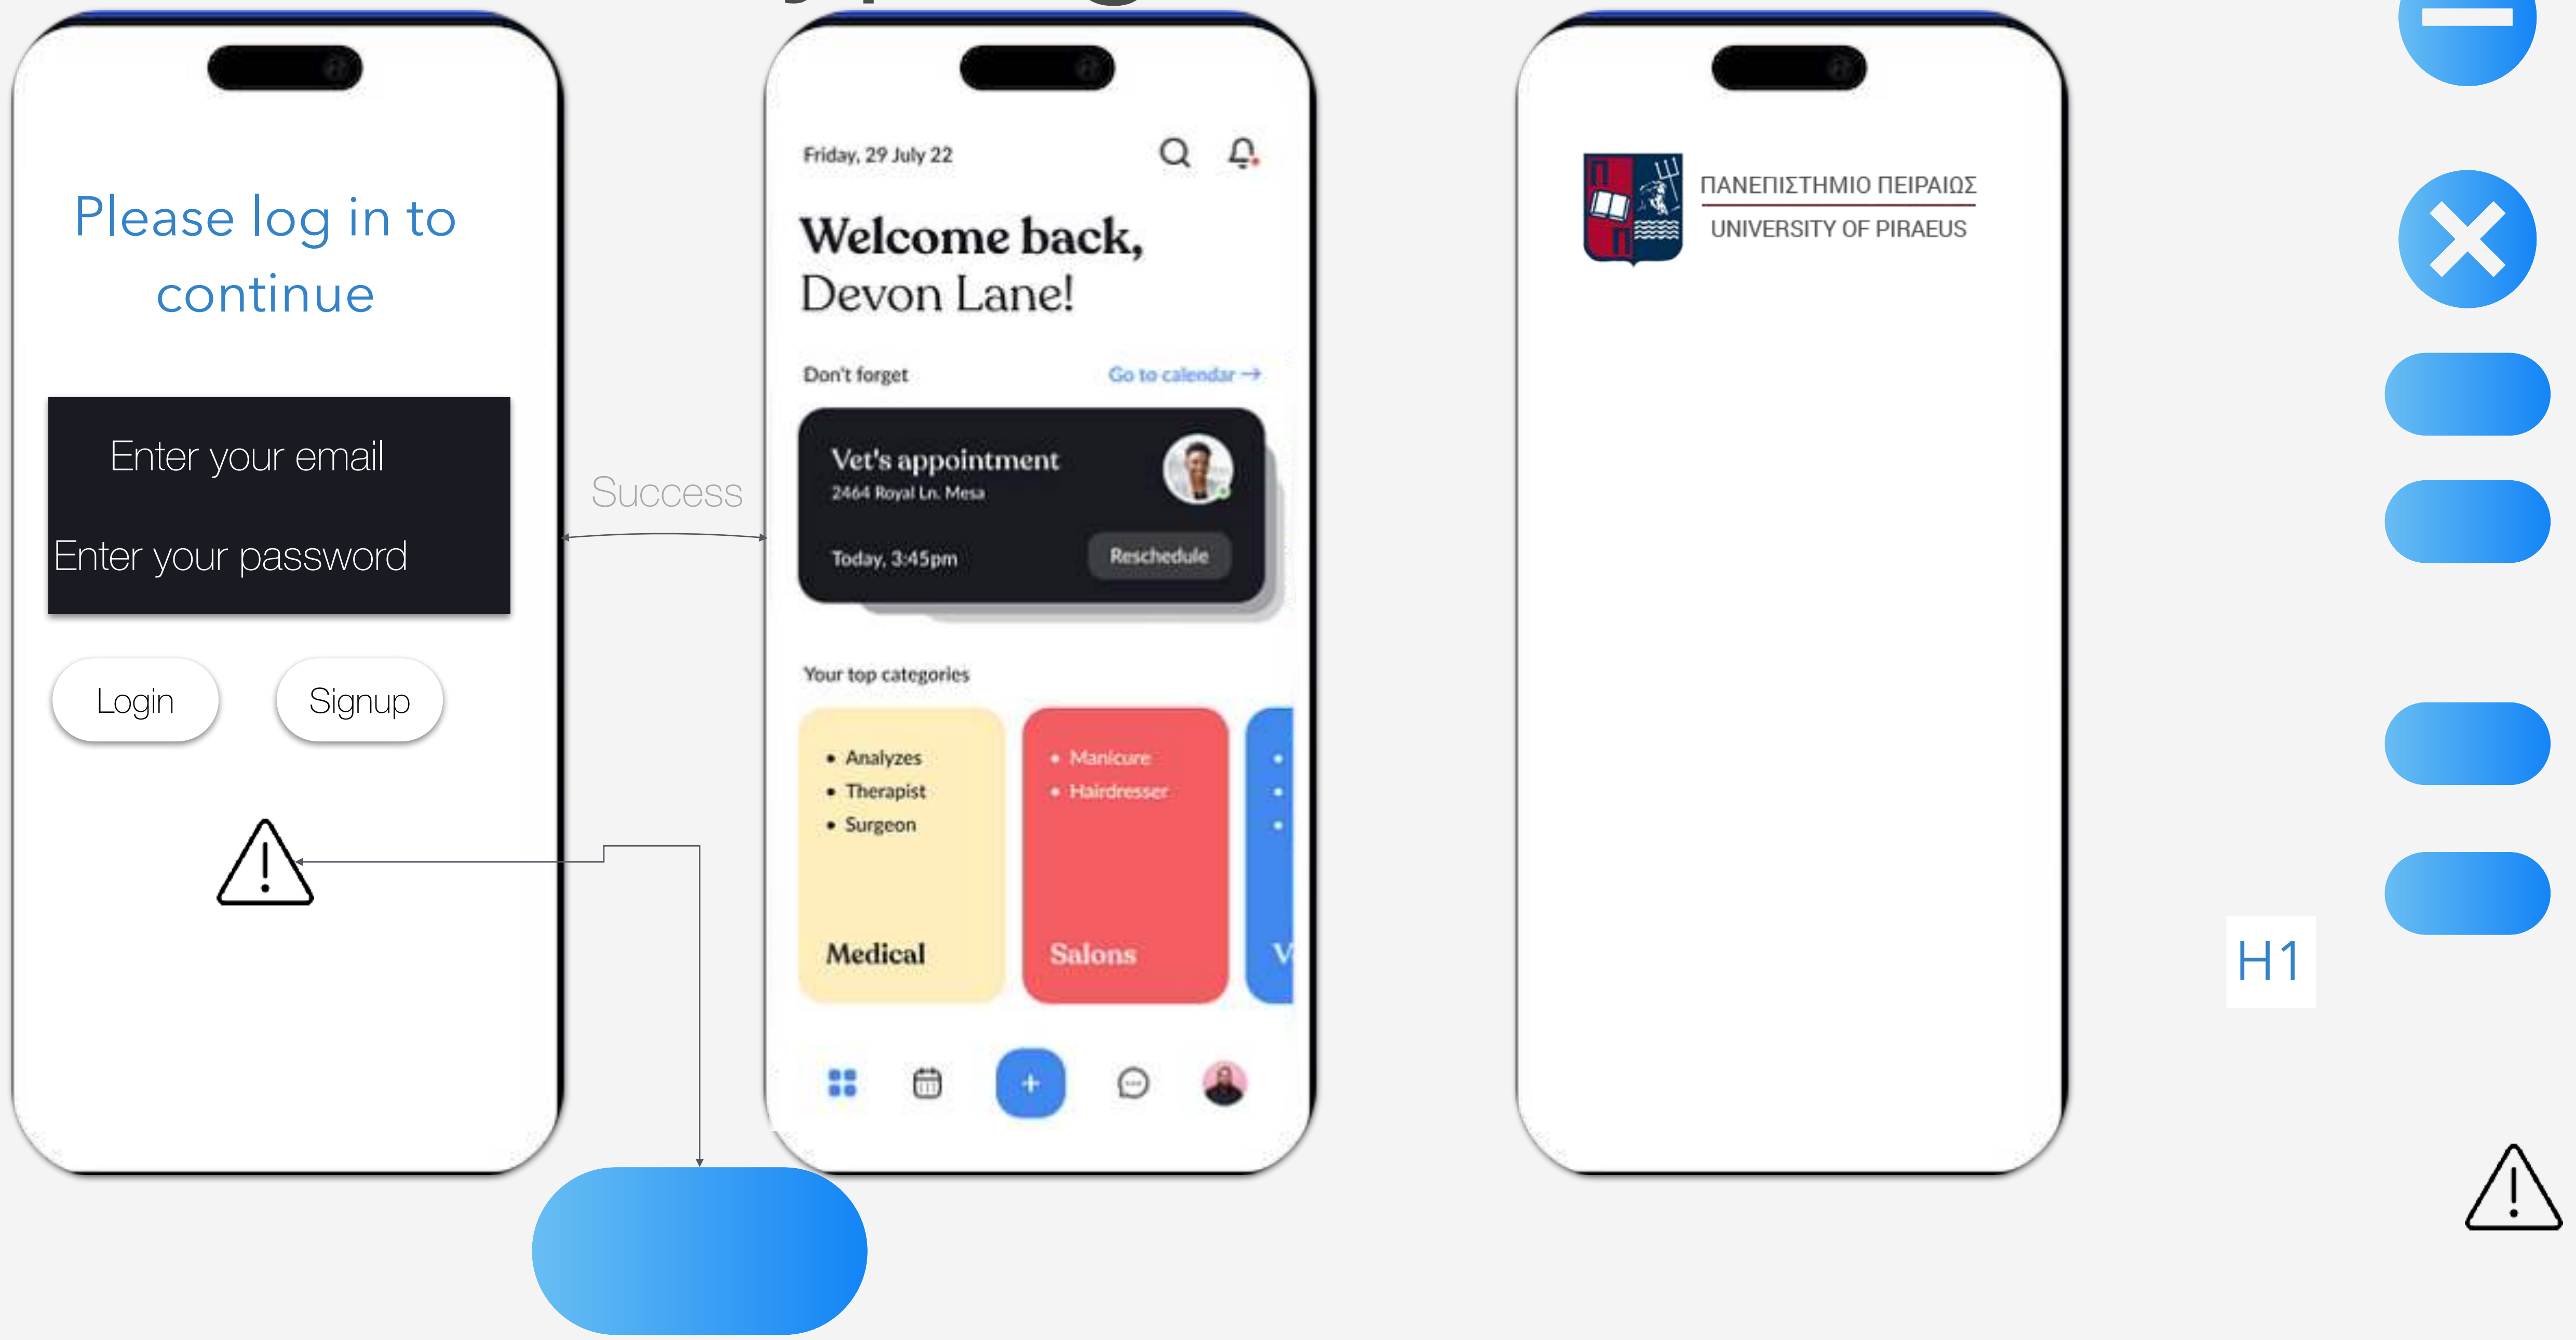 Please log in to
continue
Enter your email
Enter your password
Login
Signup
Success
Friday, 29 July 22
Welcome back,
Devon Lane!
Don't forget
Go to calendar →
Vet's appointment
2464 Royal Ln. Mesa
Today, 3:45pm
Reschedule
Your top categories
• Analyzes
• Therapist
• Surgeon
Medical
• Manicure
• Hairdresser
Salons
ΠΑΝΕΠΙΣΤΗΜΙΟ ΠΕΙΡΑΙΩΣ
UNIVERSITY OF PIRAEUS
H1